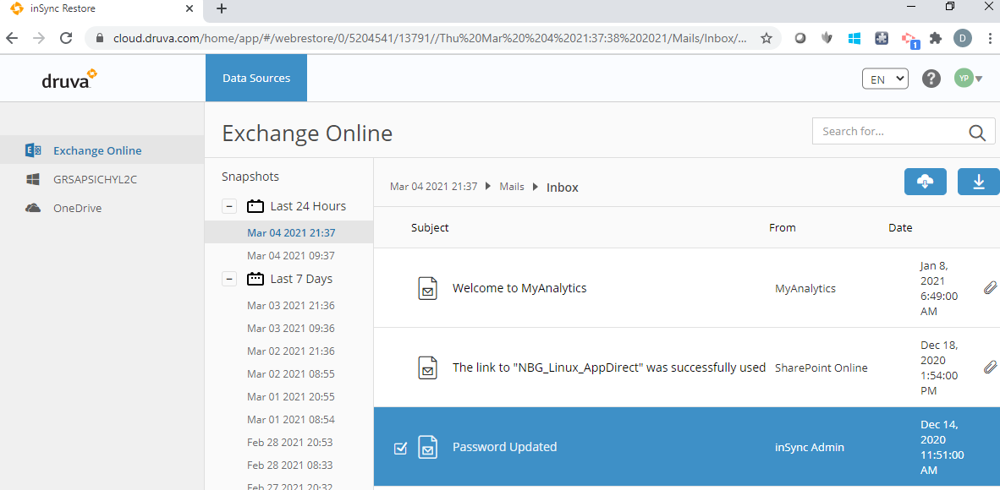 inSync Restore
cloud.druva.com/home/app/#/webrestore/0/5204541/13791//Thu%20Mar%20%204%2021:37:38%202021/Mails/Inbox/...
1
D
druva
Data Sources
EN
?
YP
Exchange Online
GRSAPSICHYL2C
OneDrive
Exchange Online
Search for...
Snapshots
Last 24 Hours
Mar 04 2021 21:37
Mar 04 2021 09:37
Last 7 Days
Mar 03 2021 21:36
Mar 03 2021 09:36
Mar 02 2021 21:36
Mar 02 2021 08:55
Mar 01 2021 20:55
Mar 01 2021 08:54
Feb 28 2021 20:53
Feb 28 2021 08:33
Feb 27 2021 20:32
Mar 04 2021 21:37 Mails Inbox
Subject From Date
Welcome to MyAnalytics MyAnalytics
Jan 8,
2021
6:49:00
AM
The link to "NBG_Linux_AppDirect" was successfully used SharePoint Online
Dec 18,
2020
1:54:00
PM
Password Updated inSync Admin
Dec 14,
2020
11:51:00
AM